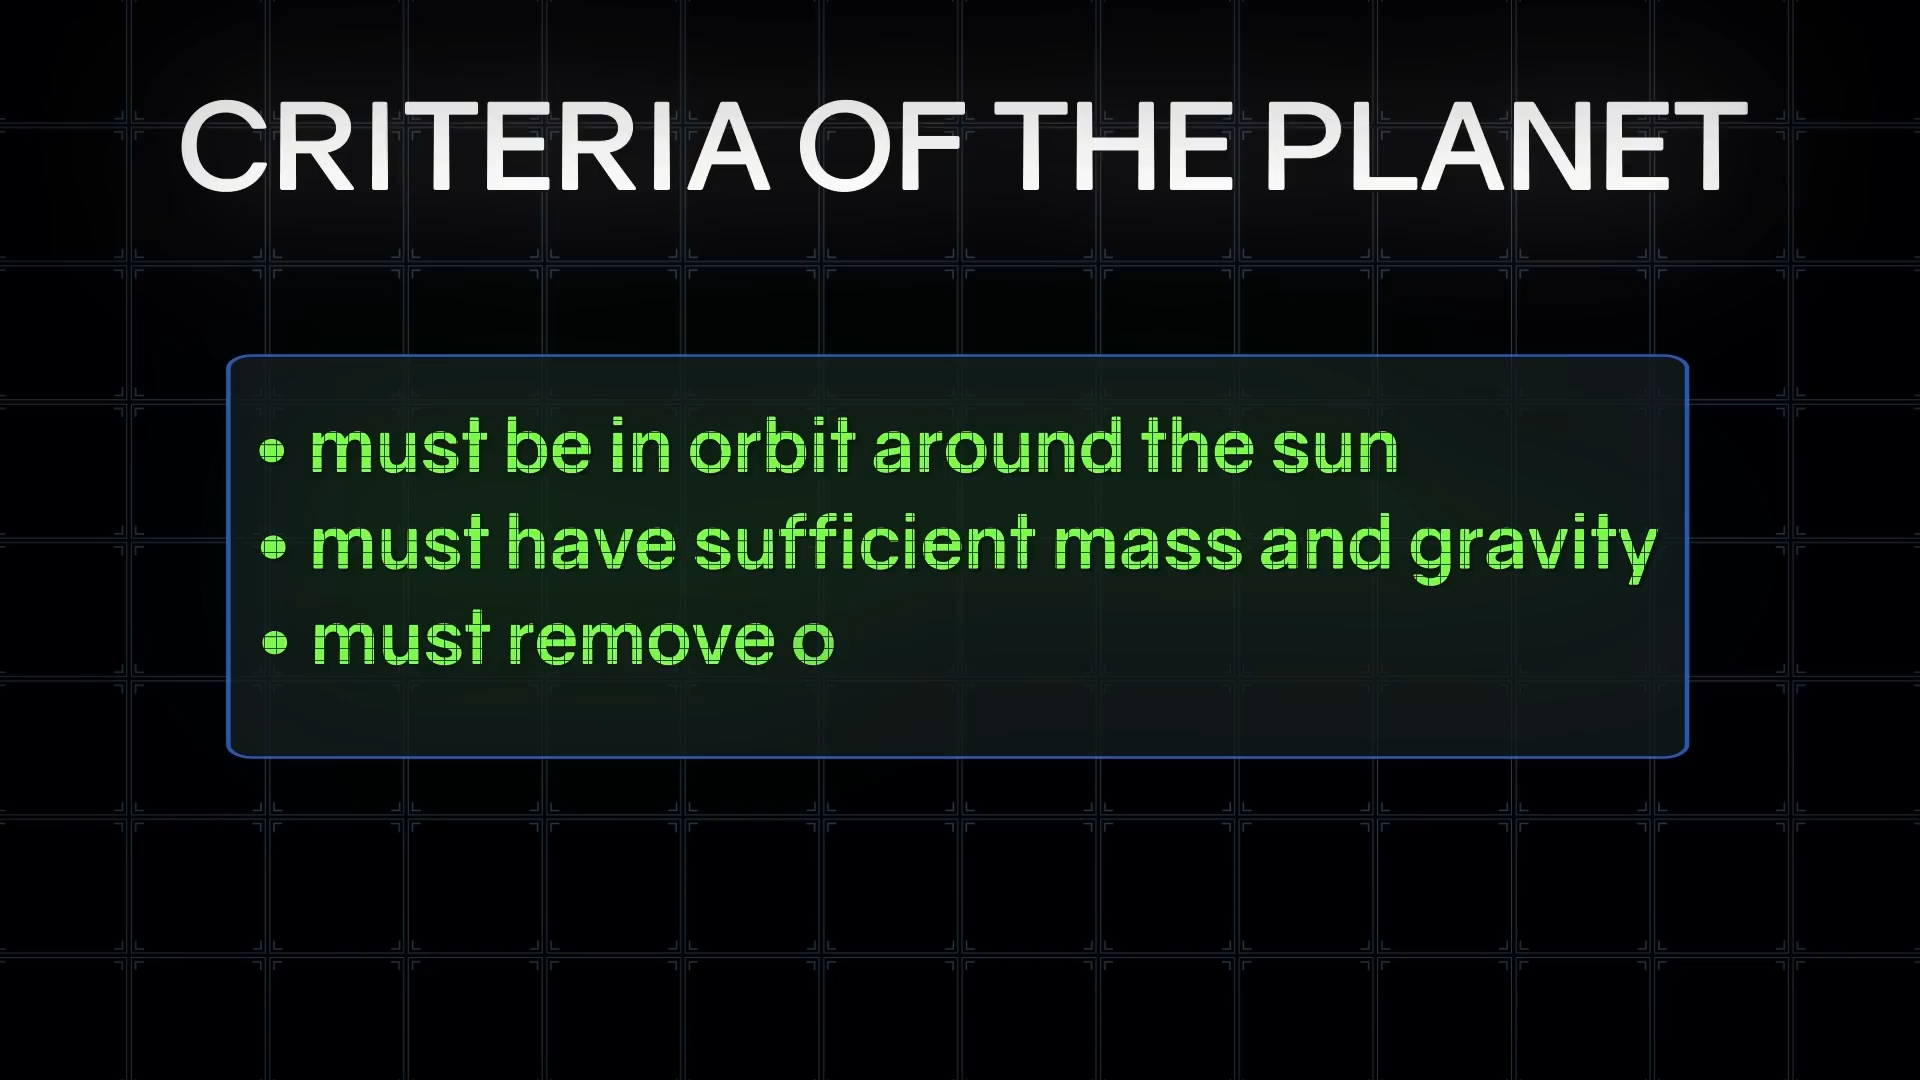 CRITERIA OF THE PLANET
• must be in orbit around the sun
• must have sufficient mass and gravity
• must remove o